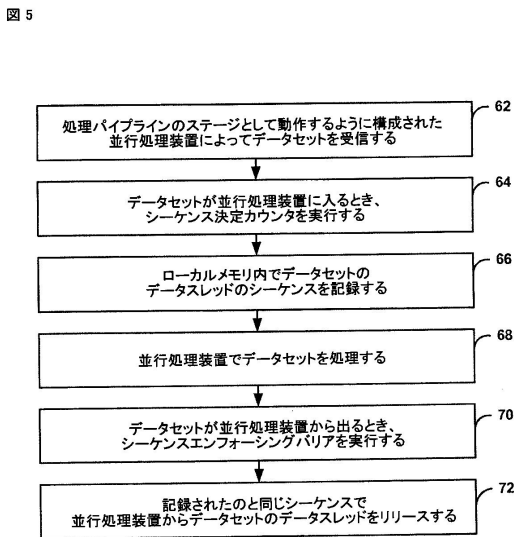 図 5
62
処理パイプラインのステージとして動作するように構成された
並行処理装置によってデータセットを受信する
64
データセットが並行処理装置に入るとき、
シーケンス決定カウンタを実行する
66
ローカルメモリ内でデータセットの
データスレッドのシーケンスを記録する
68
並行処理装置でデータセットを処理する
70
データセットが並行処理装置から出るとき、
シーケンスエンフォーシングバリアを実行する
72
記録されたのと同じシーケンスで
並行処理装置からデータセットのデータスレッドをリリースする